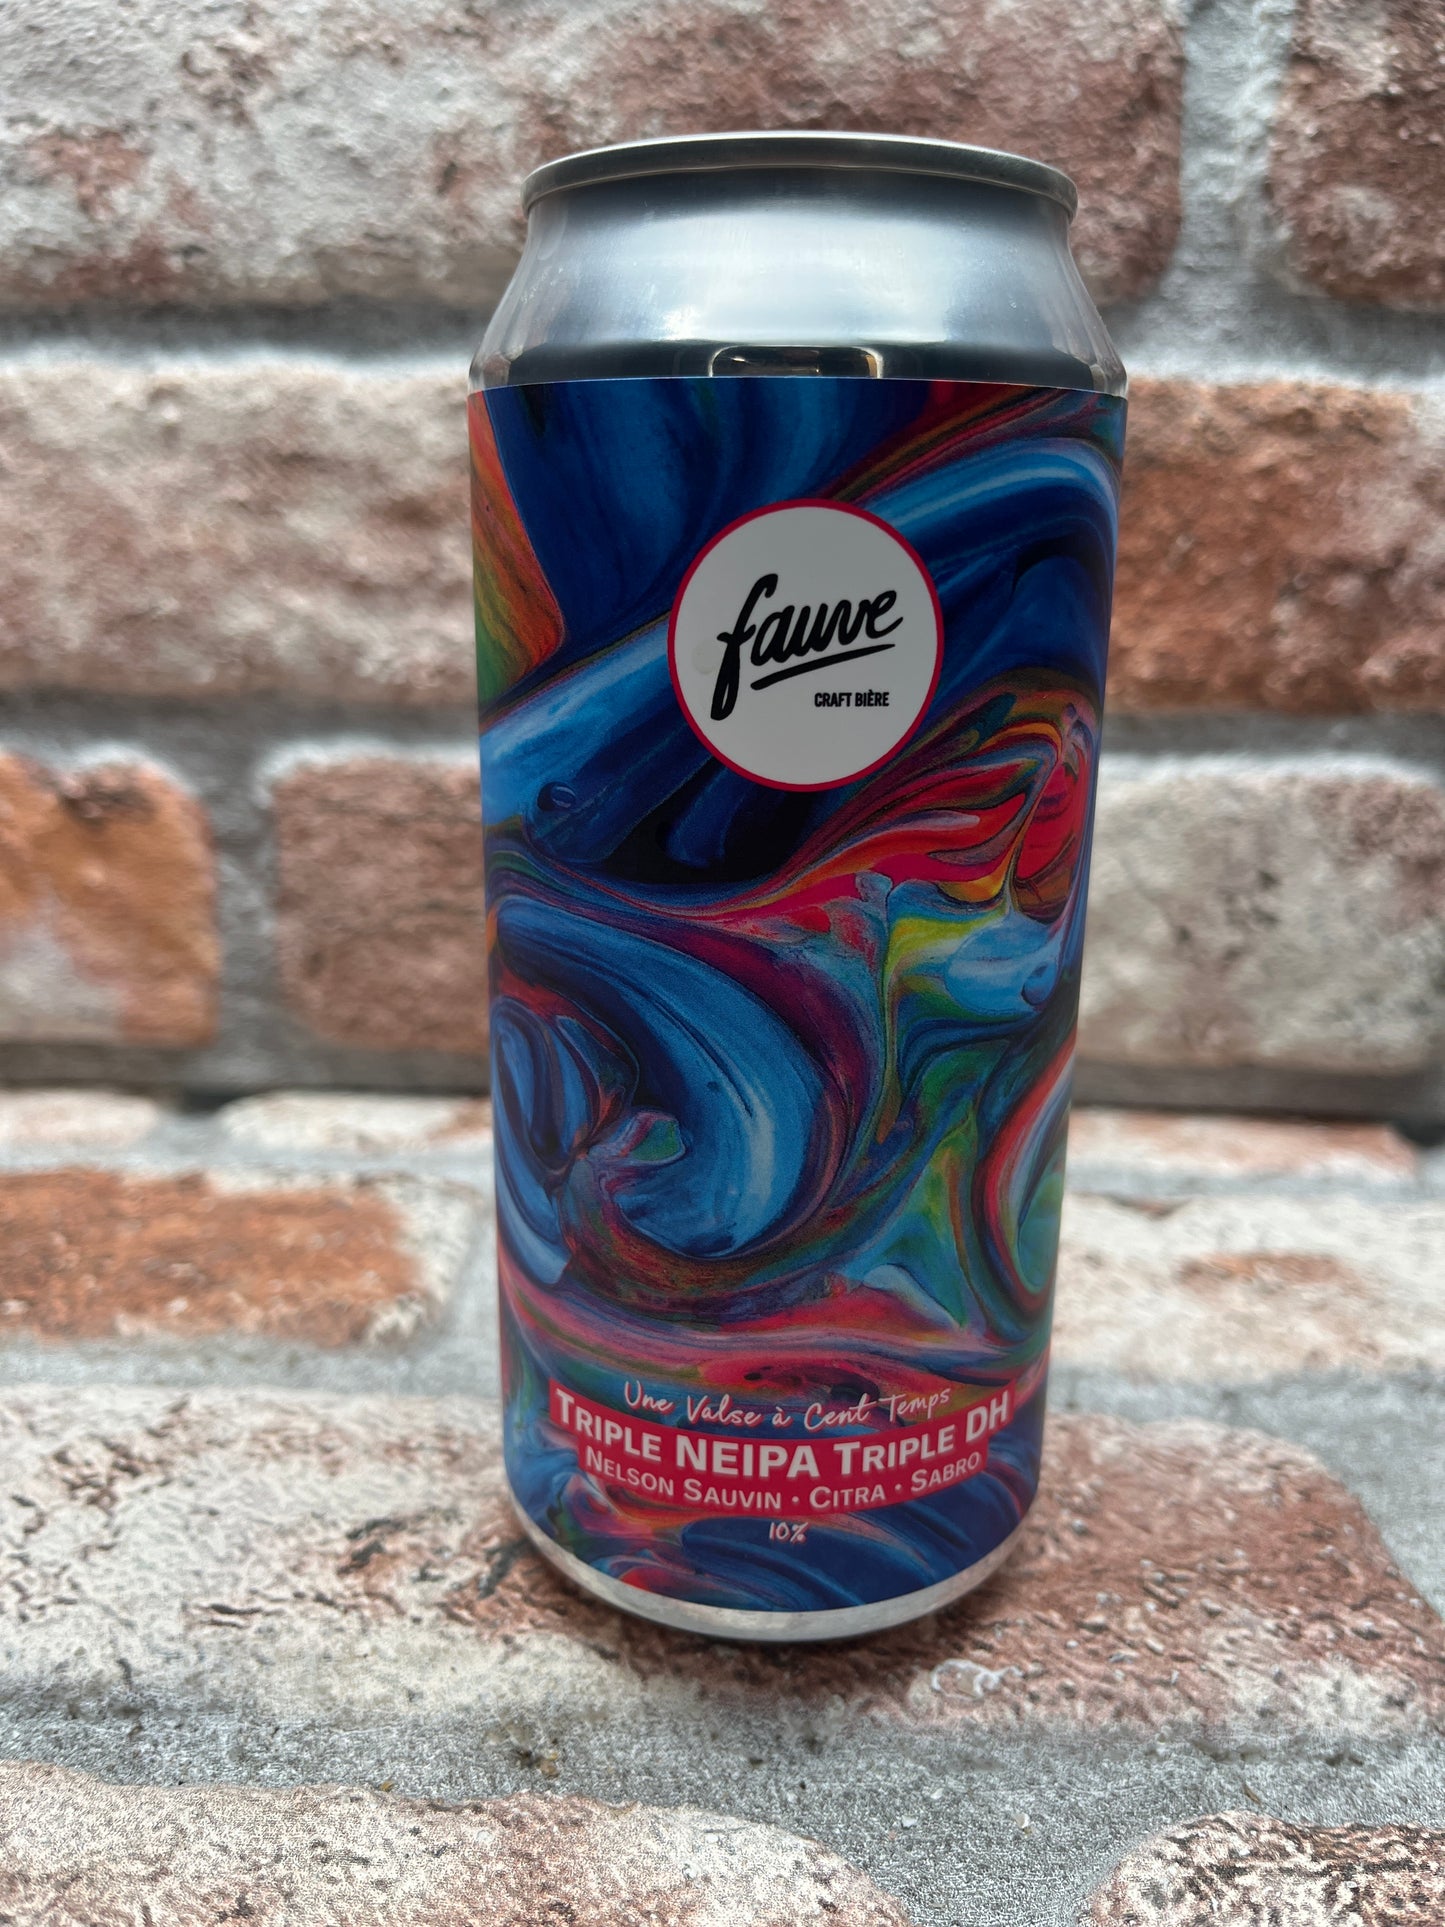 fauve
CRAFT BIÈRE
Une Valse à Cent Temps
TRIPLE NEIPA TRIPLE DH
NELSON SAUVIN · CITRA · SABRO
10%